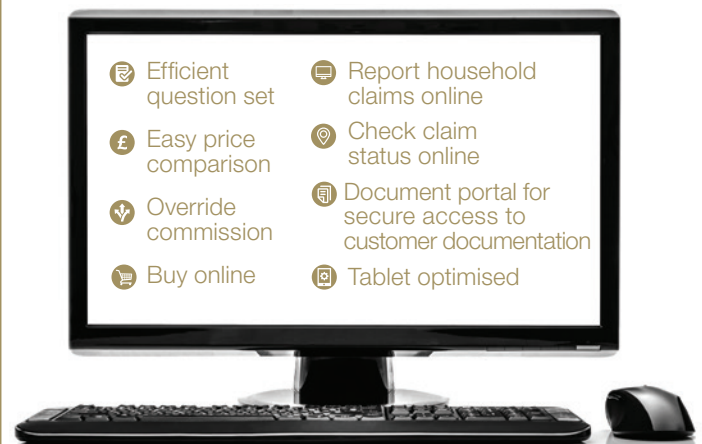 Efficient
question set
Easy price
comparison
Override
commission
Buy online
Report household
claims online
Check claim
status online
Document portal for
secure access to
customer documentation
Tablet optimised